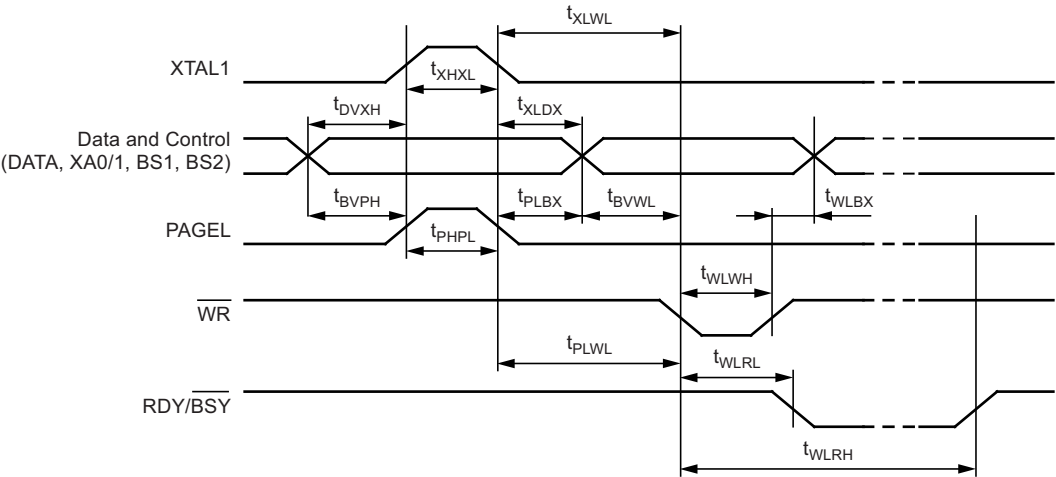 tXLWL
XTAL1
tXHXL
tDVXH
tXLDX
Data and Control
(DATA, XA0/1, BS1, BS2)
tBVPH
tPLBX
tBVWL
tWLBX
PAGEL
tPHPL
tWLWH
WR
tPLWL
tWLRL
RDY/BSY
tWLRH